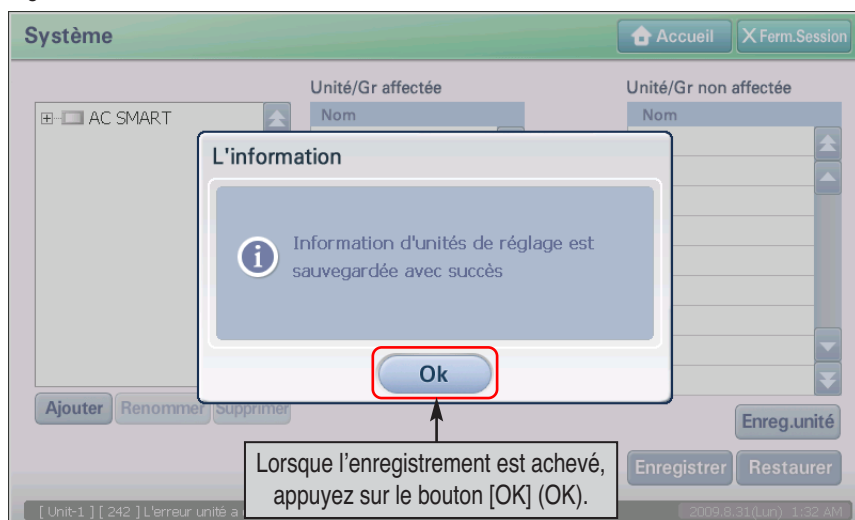 Système
Accueil
X Ferm.Session
Unité/Gr affectée
Unité/Gr non affectée
AC SMART
Nom
Nom
L'information
Information d'unités de réglage est
sauvegardée avec succès
Ok
Ajouter
Renommer
Supprimer
Enreg.unité
Lorsque l’enregistrement est achevé,
appuyez sur le bouton [OK] (OK).
Enregistrer
Restaurer
[ Unit-1 ] [ 242 ] L'erreur unité a
2009.8.31(Lun) 1:32 AM